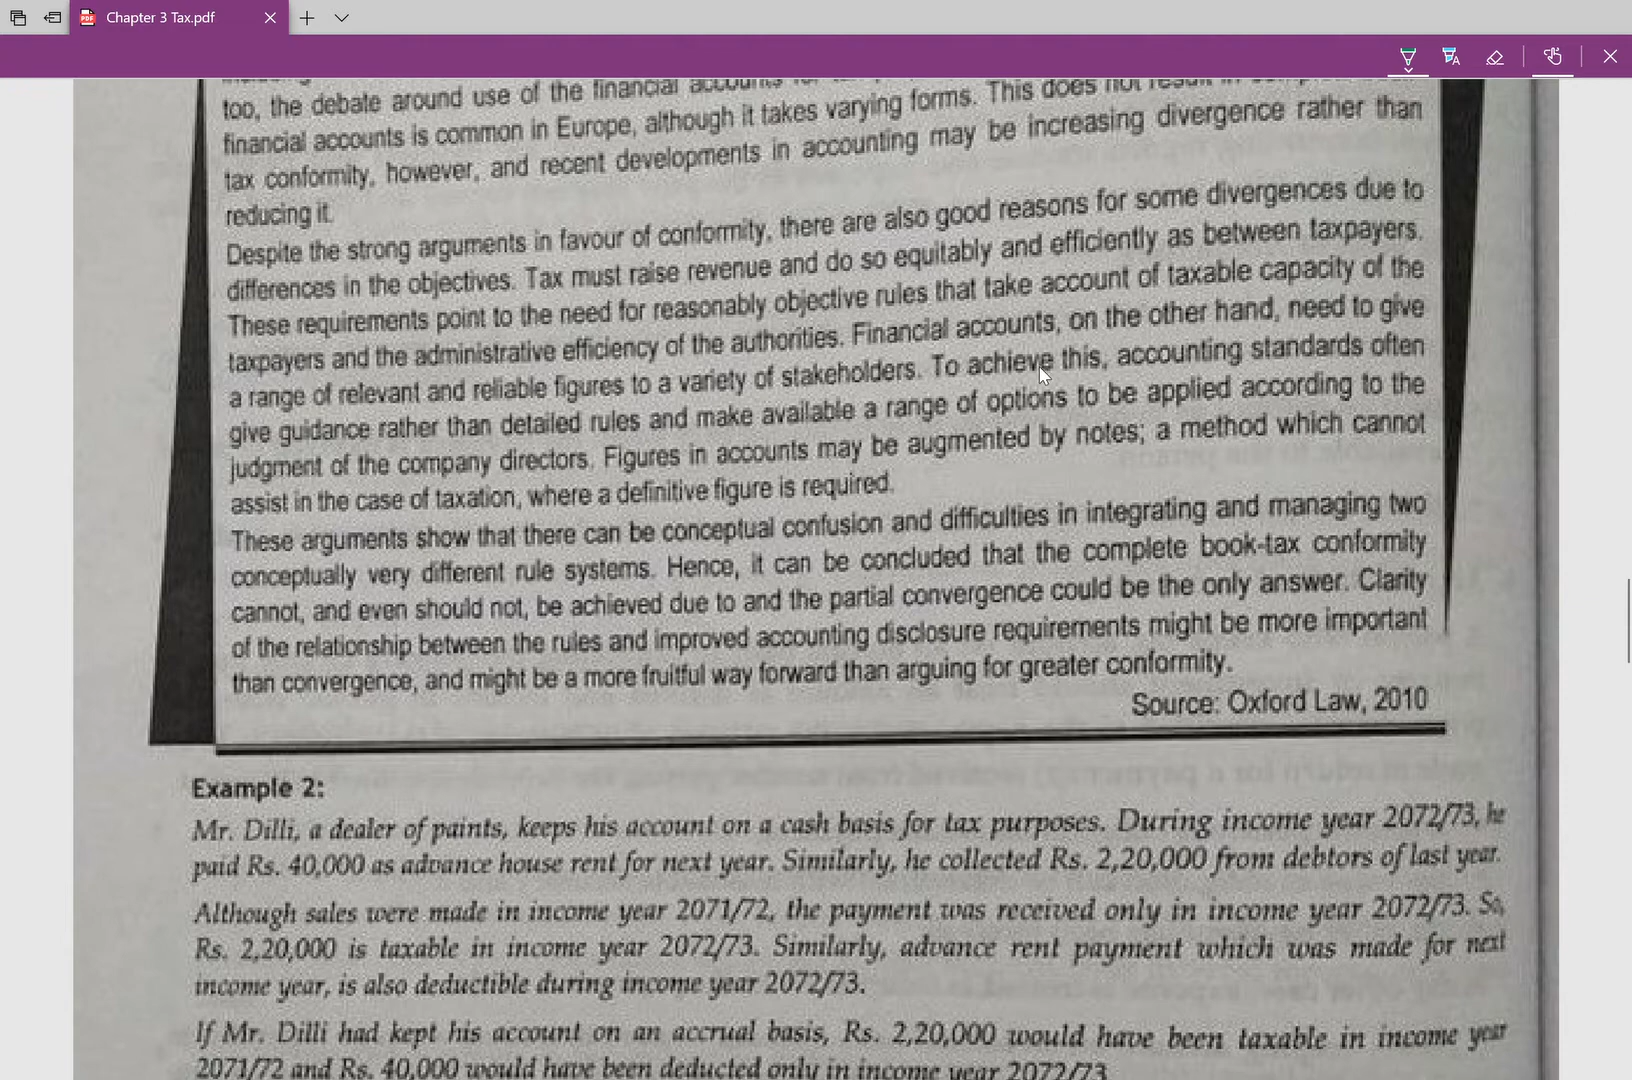 Chapter 3 Tax.pdf
too, the debate around use of the financial accounts
financial accounts is common in Europe, although it takes varying forms. This does not result in
tax conformity, however, and recent developments in accounting may be increasing divergence rather than
reducing it.
Despite the strong arguments in favour of conformity, there are also good reasons for some divergences due to
differences in the objectives. Tax must raise revenue and do so equitably and efficiently as between taxpayers.
These requirements point to the need for reasonably objective rules that take account of taxable capacity of the
taxpayers and the administrative efficiency of the authorities. Financial accounts, on the other hand, need to give
a range of relevant and reliable figures to a variety of stakeholders. To achieve this, accounting standards often
give guidance rather than detailed rules and make available a range of options to be applied according to the
judgment of the company directors. Figures in accounts may be augmented by notes; a method which cannot
assist in the case of taxation, where a definitive figure is required.
These arguments show that there can be conceptual confusion and difficulties in integrating and managing two
conceptually very different rule systems. Hence, it can be concluded that the complete book-tax conformity
cannot, and even should not, be achieved due to and the partial convergence could be the only answer. Clarity
of the relationship between the rules and improved accounting disclosure requirements might be more important
than convergence, and might be a more fruitful way forward than arguing for greater conformity.
Source: Oxford Law, 2010
Example 2:
Mr. Dilli, a dealer of paints, keeps his account on a cash basis for tax purposes. During income year 2072/73, he
paid Rs. 40,000 as advance house rent for next year. Similarly, he collected Rs. 2,20,000 from debtors of last year.
Although sales were made in income year 2071/72, the payment was received only in income year 2072/73. So,
Rs. 2,20,000 is taxable in income year 2072/73. Similarly, advance rent payment which was made for next
income year, is also deductible during income year 2072/73.
If Mr. Dilli had kept his account on an accrual basis, Rs. 2,20,000 would have been taxable in income year
2071/72 and Rs. 40,000 would have been deducted only in income year 2072/73